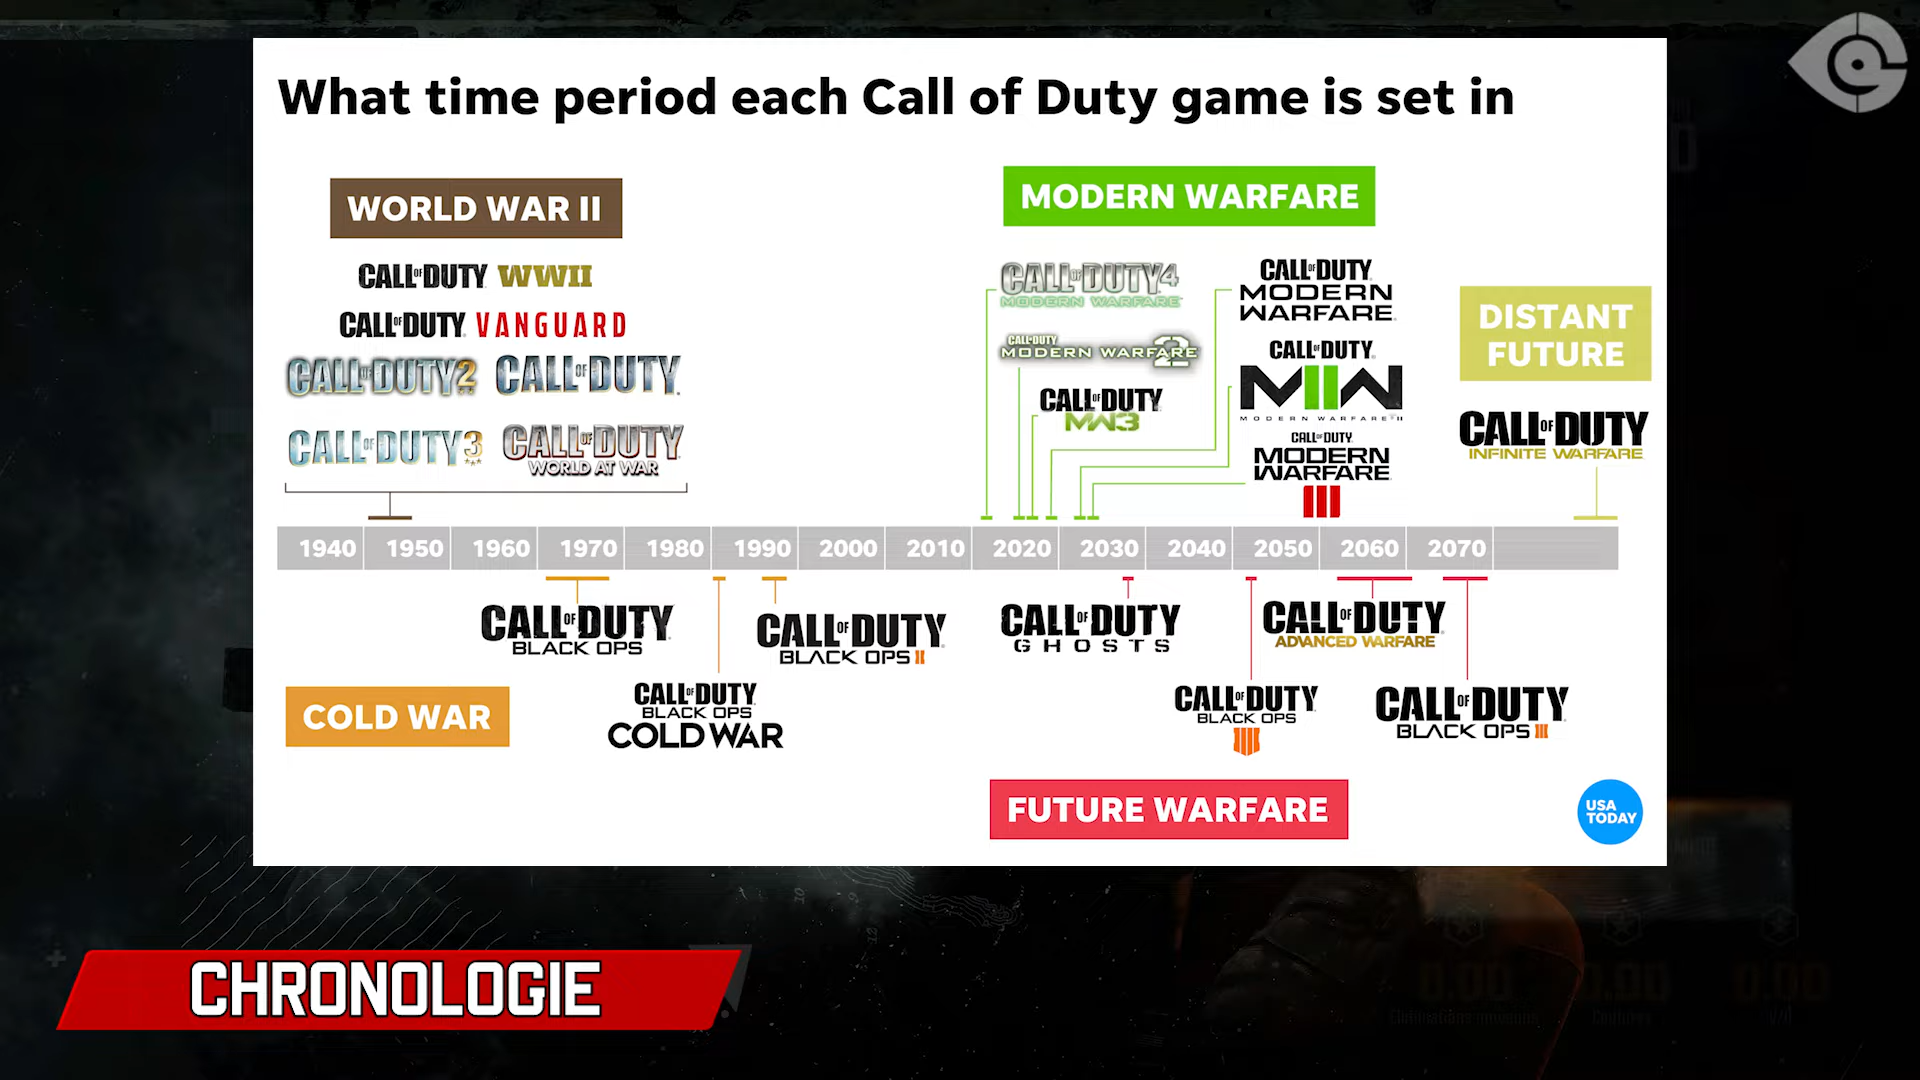 What time period each Call of Duty game is set in
WORLD WAR II
CALL OF DUTY WWII
CALL OF DUTY VANGUARD
CALL OF DUTY 2
CALL OF DUTY
CALL OF DUTY 3
CALL OF DUTY
WORLD AT WAR
MODERN WARFARE
CALL OF DUTY 4
MODERN WARFARE
CALL OF DUTY
MODERN WARFARE 2
CALL OF DUTY
MW3
CALL OF DUTY
MODERN
WARFARE
CALL OF DUTY
MIIW
MODERN WARFARE II
CALL OF DUTY
MODERN
WARFARE
III
DISTANT
FUTURE
CALL OF DUTY
INFINITE WARFARE
1940 1950 1960 1970 1980 1990 2000 2010 2020 2030 2040 2050 2060 2070
CALL OF DUTY
BLACK OPS
CALL OF DUTY
BLACK OPS
COLD WAR
CALL OF DUTY
BLACK OPS II
CALL OF DUTY
GHOSTS
CALL OF DUTY
BLACK OPS
IIII
CALL OF DUTY
ADVANCED WARFARE
CALL OF DUTY
BLACK OPS III
COLD WAR
FUTURE WARFARE
USA
TODAY
CHRONOLOGIE